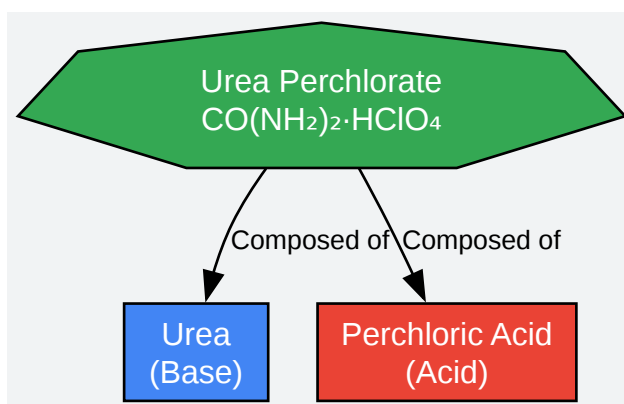 Urea Perchlorate
CO(NH₂)₂·HClO₄
Composed of
Composed of
Urea
(Base)
Perchloric Acid
(Acid)